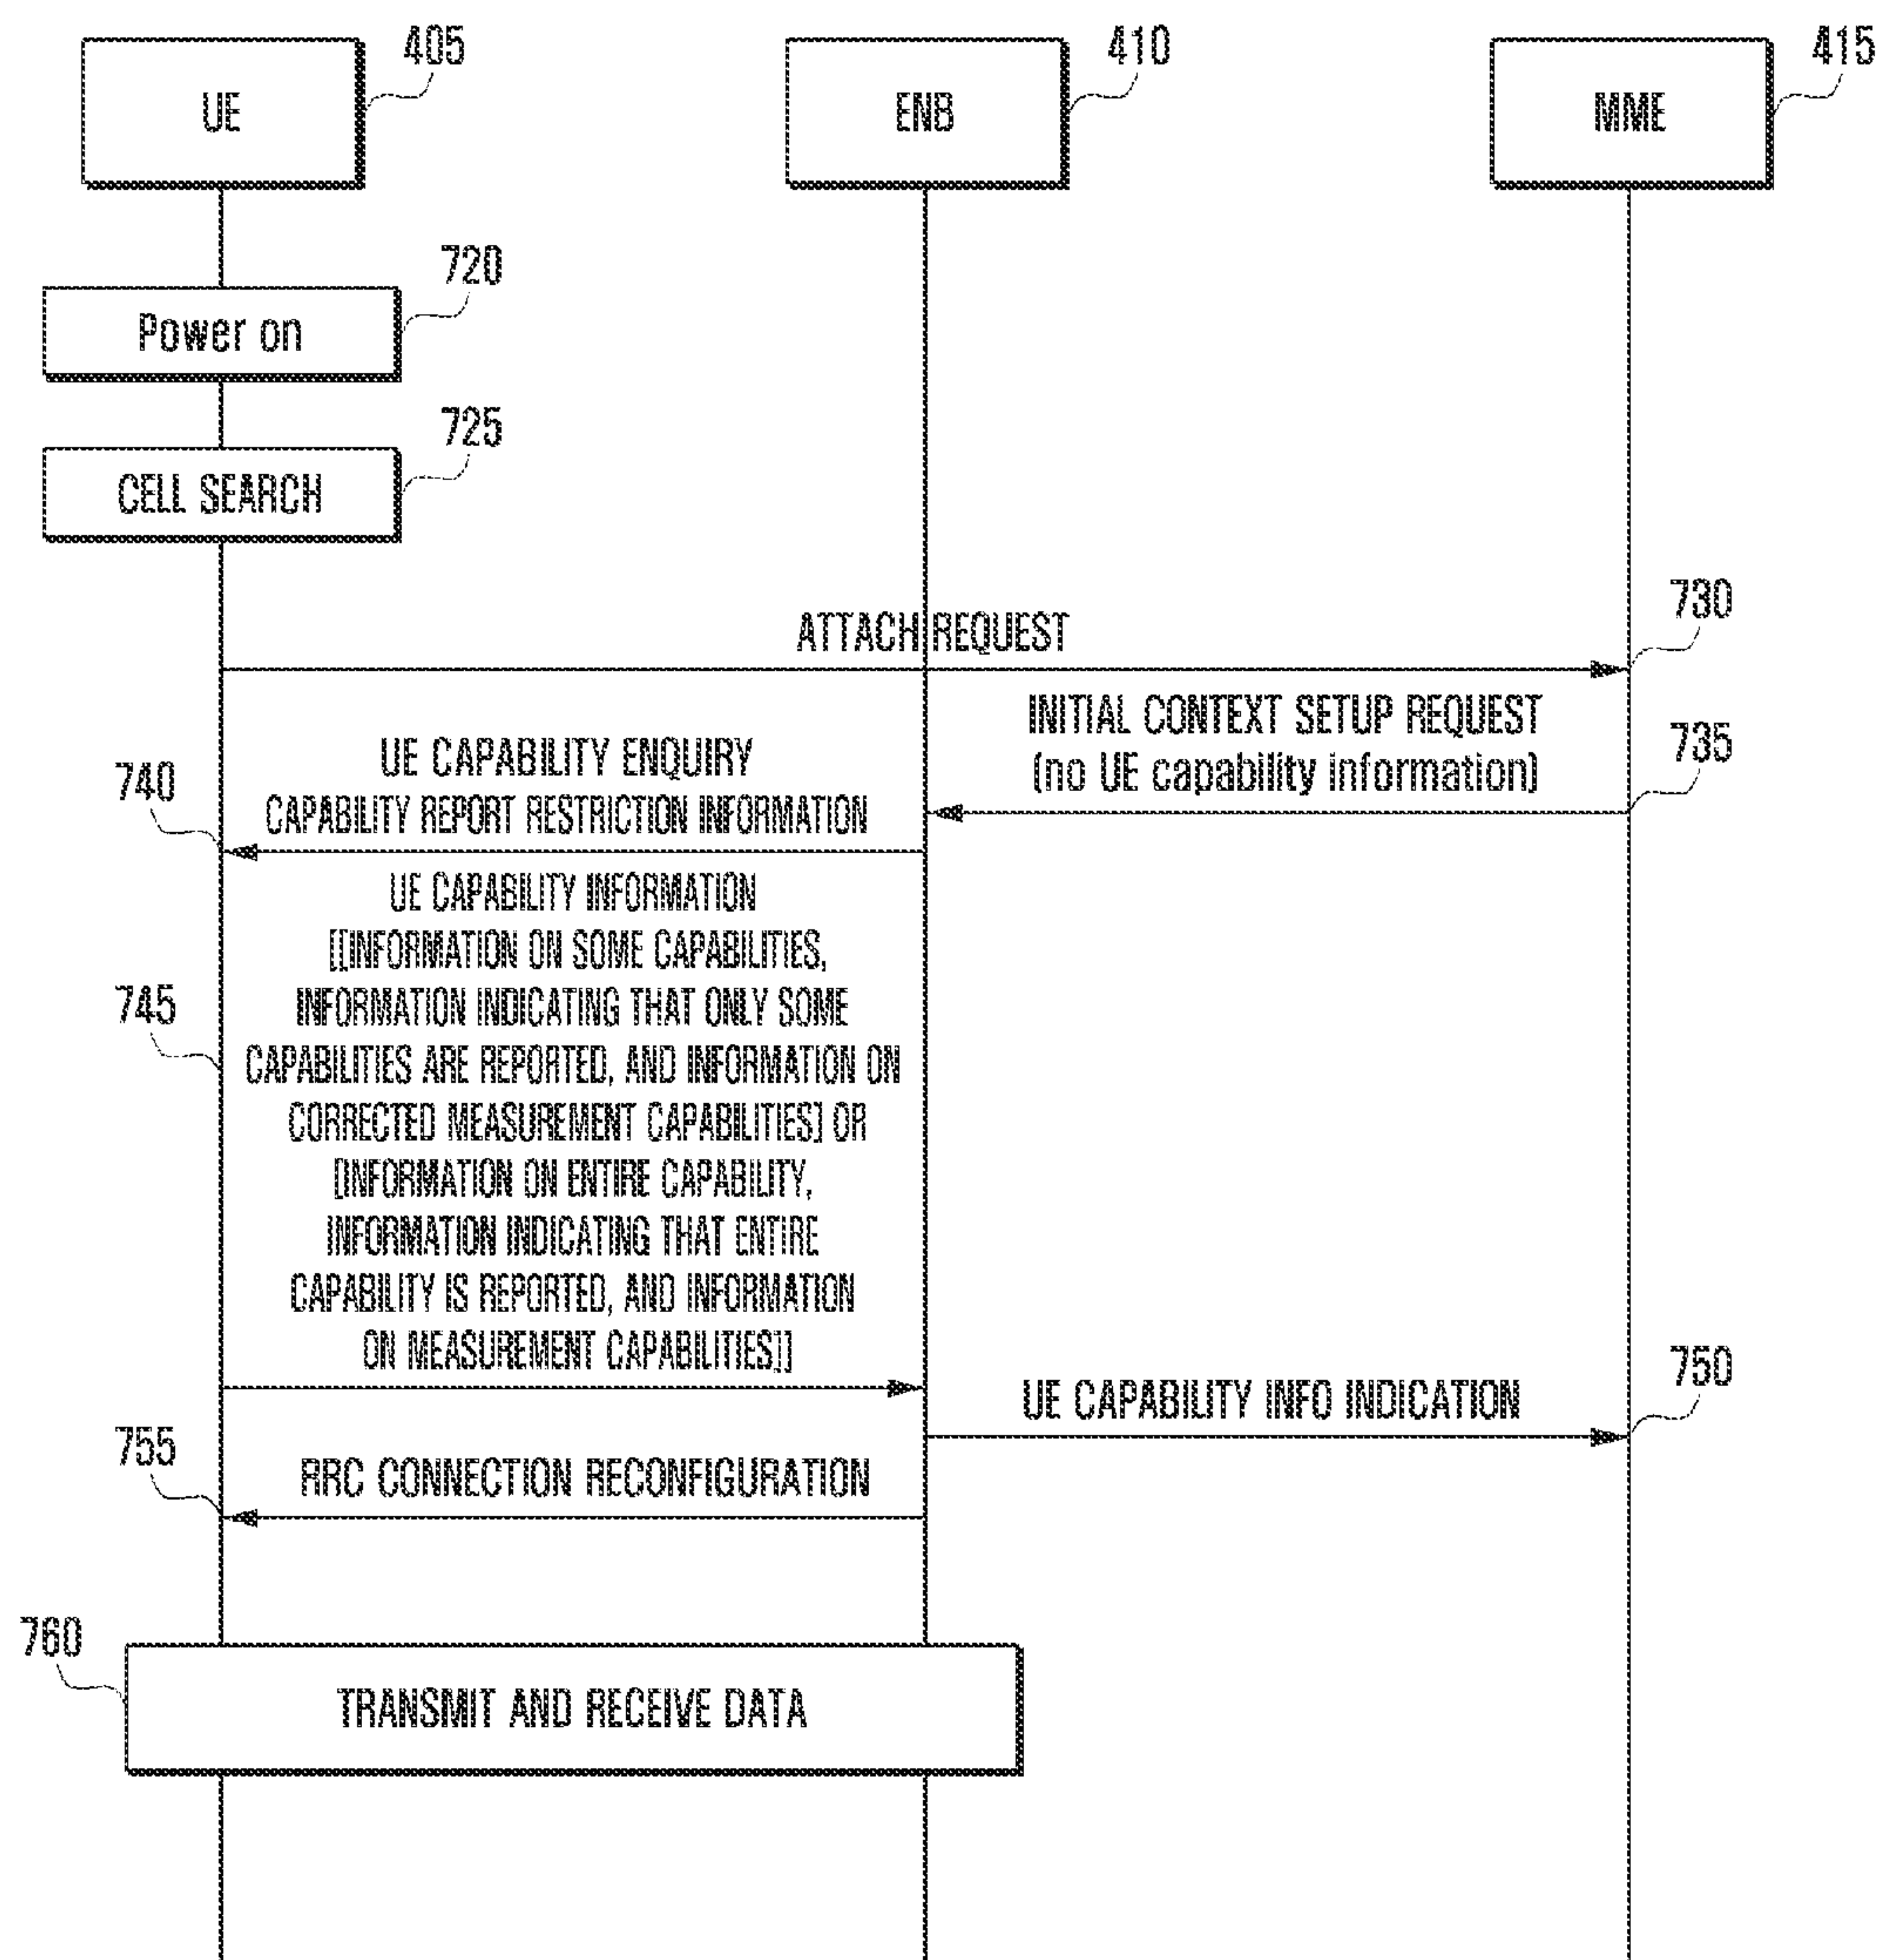 405
410
415
UE
ENB
MME
720
Power on
725
CELL SEARCH
730
ATTACH REQUEST
INITIAL CONTEXT SETUP REQUEST
(no UE capability information)
735
UE CAPABILITY ENQUIRY
CAPABILITY REPORT RESTRICTION INFORMATION
740
UE CAPABILITY INFORMATION
[[INFORMATION ON SOME CAPABILITIES,
INFORMATION INDICATING THAT ONLY SOME
CAPABILITIES ARE REPORTED, AND INFORMATION ON
CORRECTED MEASUREMENT CAPABILITIES] OR
[INFORMATION ON ENTIRE CAPABILITY,
INFORMATION INDICATING THAT ENTIRE
CAPABILITY IS REPORTED, AND INFORMATION
ON MEASUREMENT CAPABILITIES]]
745
UE CAPABILITY INFO INDICATION
750
755
RRC CONNECTION RECONFIGURATION
760
TRANSMIT AND RECEIVE DATA